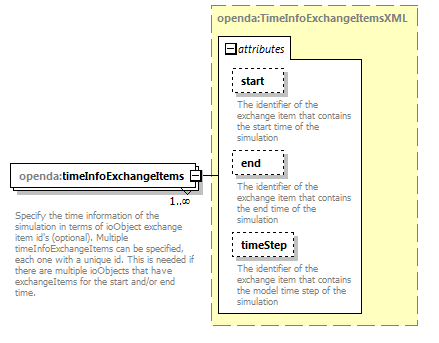 openda:TimeInfoExchangeItemsXML
attributes
start
The identifier of the
exchange item that contains
the start time of the
simulation
end
The identifier of the
exchange item that contains
the end time of the
simulation
timeStep
The identifier of the
exchange item that contains
the model time step of the
simulation
openda:timeInfoExchangeItems
1..∞
Specify the time information of the
simulation in terms of ioObject exchange
item id's (optional). Multiple
timeInfoExchangeItems can be specified,
each one with a unique id. This is needed if
there are multiple ioObjects that have
exchangeItems for the start and/or end
time.